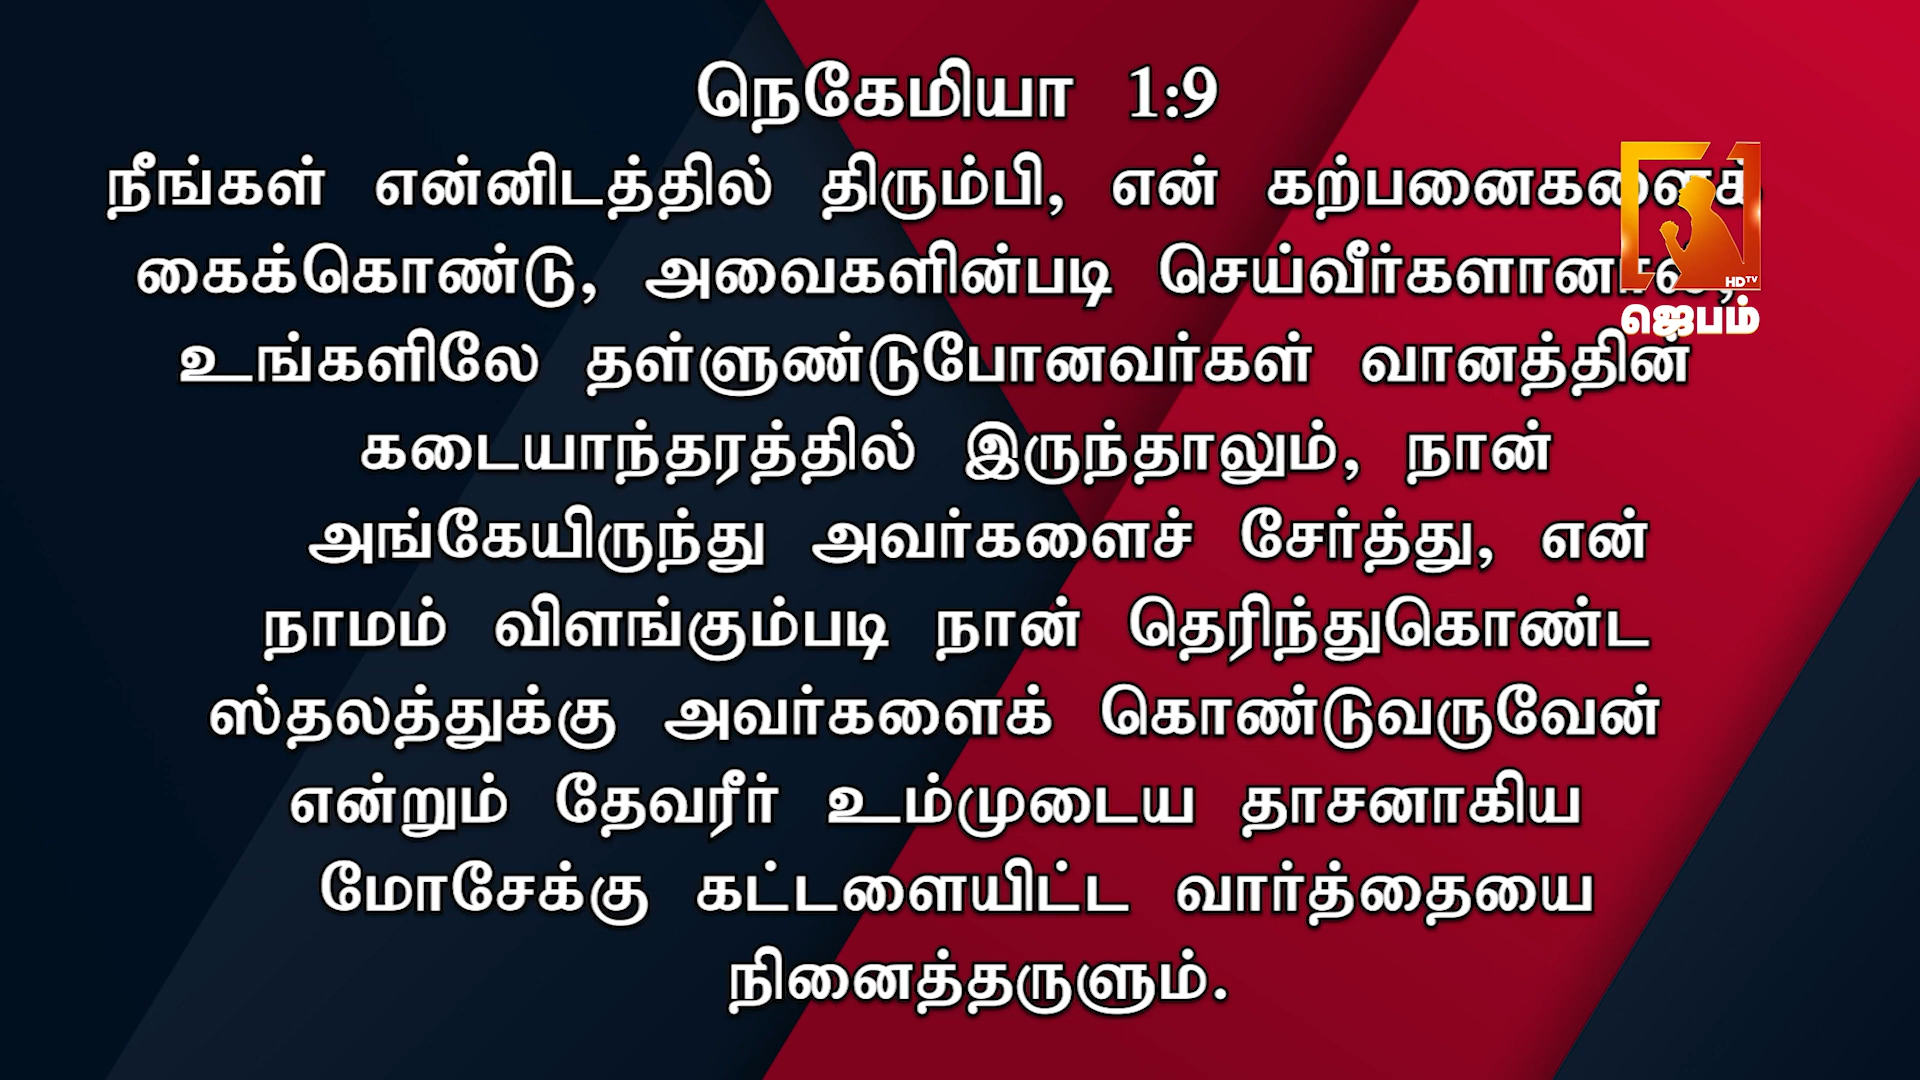 நெகேமியா 1:9
நீங்கள் என்னிடத்தில் திரும்பி, என் கற்பனைகளைக்
கைக்கொண்டு, அவைகளின்படி செய்வீர்களானால்,
உங்களிலே தள்ளுண்டுபோனவர்கள் வானத்தின்
கடையாந்தரத்தில் இருந்தாலும், நான்
அங்கேயிருந்து அவர்களைச் சேர்த்து, என்
நாமம் விளங்கும்படி நான் தெரிந்துகொண்ட
ஸ்தலத்துக்கு அவர்களைக் கொண்டுவருவேன்
என்றும் தேவரீர் உம்முடைய தாசனாகிய
மோசேக்கு கட்டளையிட்ட வார்த்தையை
நினைத்தருளும்.
HD TV
ஜெபம்